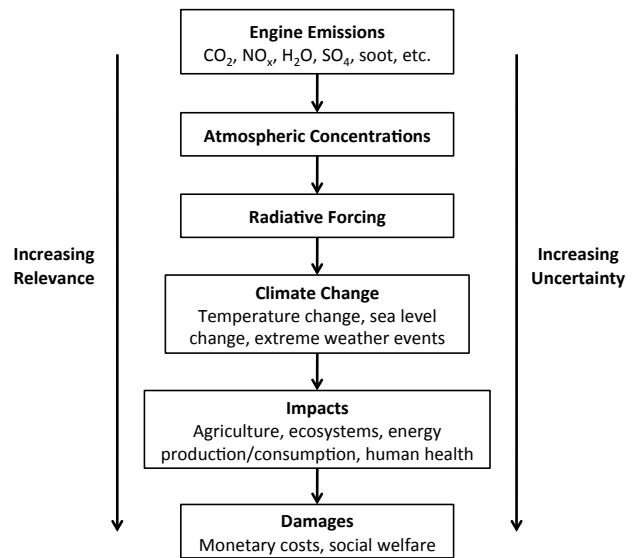 Engine Emissions
CO₂, NOₓ, H₂O, SO₄, soot, etc.
Atmospheric Concentrations
Radiative Forcing
Increasing
Relevance
Increasing
Uncertainty
Climate Change
Temperature change, sea level
change, extreme weather events
Impacts
Agriculture, ecosystems, energy
production/consumption, human health
Damages
Monetary costs, social welfare